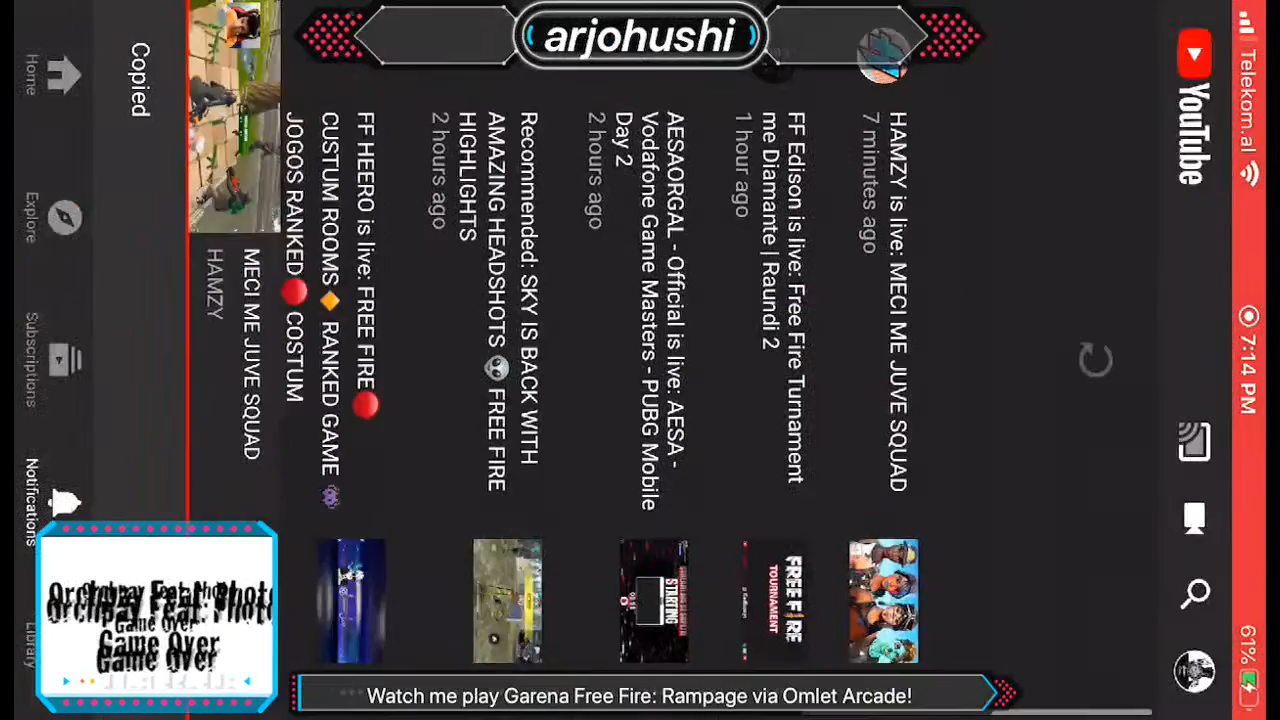 arjohushi
Telekom.al
7:14 PM
61%
YouTube
HAMZY is live: MECI ME JUVE SQUAD
7 minutes ago
FF Edison is live: Free Fire Turnament
me Diamante | Raundi 2
1 hour ago
AESAORGAL - Official is live: AESA -
Vodafone Game Masters - PUBG Mobile
Day 2
2 hours ago
Recommended: SKY IS BACK WITH
AMAZING HEADSHOTS 👽 FREE FIRE
HIGHLIGHTS
2 hours ago
FF HEERO is live: FREE FIRE🔴
CUSTUM ROOMS🔸 RANKED GAME 👾
JOGOS RANKED🔴 COSTUM
FREE FIRE
TOURNAMENT
STARTING
MECI ME JUVE SQUAD
HAMZY
Copied
Home
Explore
Subscriptions
Notifications
Library
Game Over
Game Over
Watch me play Garena Free Fire: Rampage via Omlet Arcade!